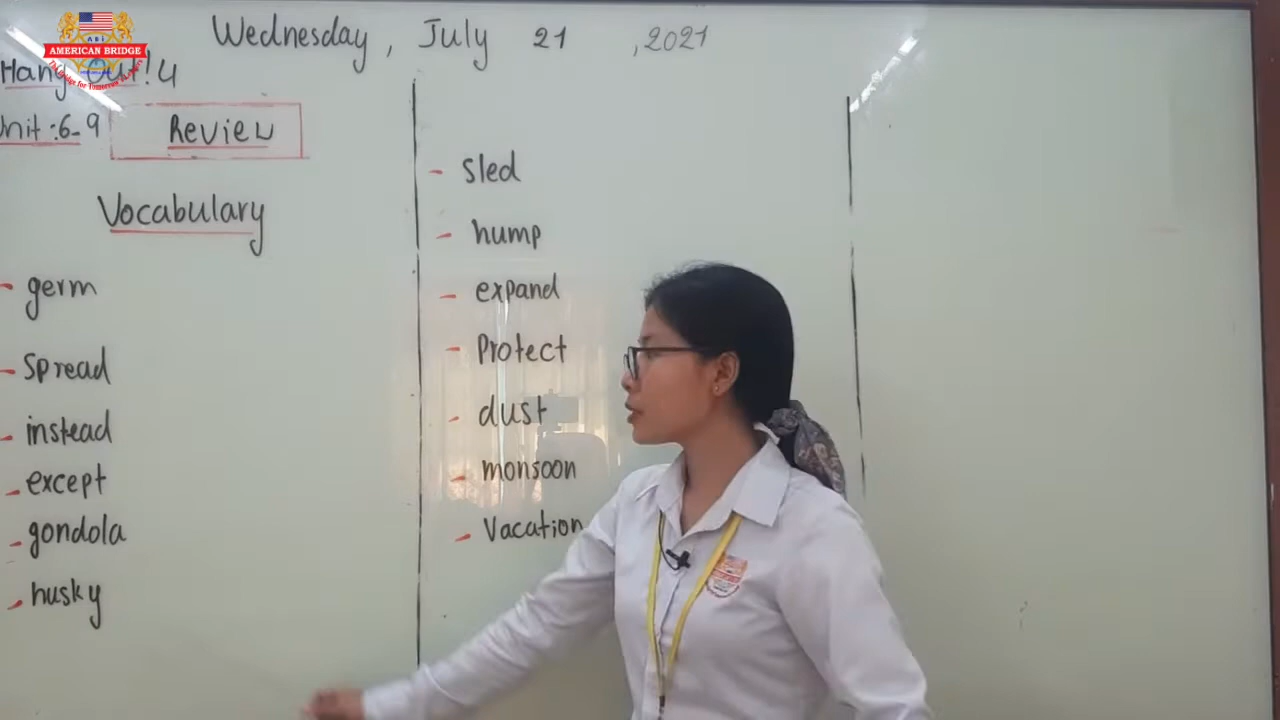 AMERICAN BRIDGE
Wednesday, July 21, 2021
Hang Out! 4
Unit: 6-9
Review
Vocabulary
- germ
- Spread
- instead
- except
- gondola
- husky
- sled
- hump
- expand
- Protect
- dust
- monsoon
- Vacation